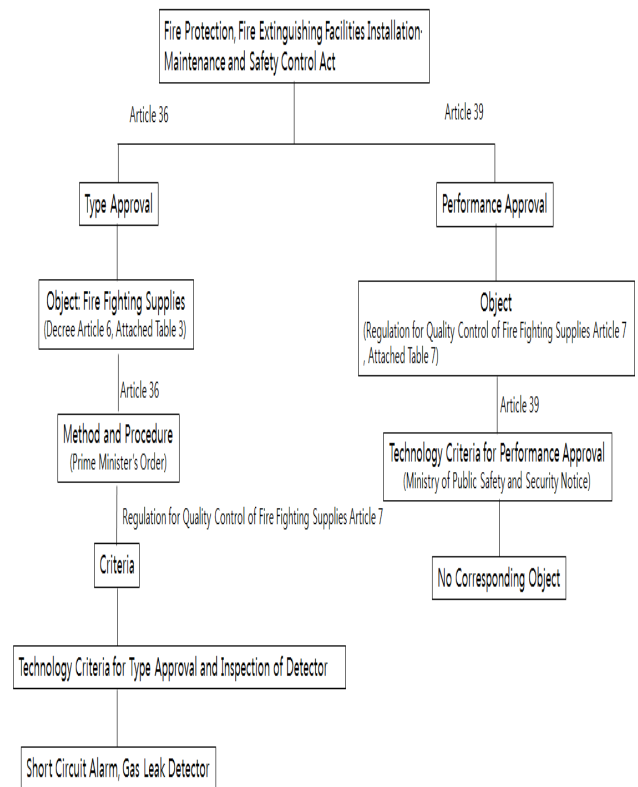 Fire Protection, Fire Extinguishing Facilities Installation·
Maintenance and Safety Control Act
Article 36
Article 39
Type Approval
Performance Approval
Object: Fire Fighting Supplies
(Decree Article 6, Attached Table 3)
Object
(Regulation for Quality Control of Fire Fighting Supplies Article 7
, Attached Table 7)
Article 36
Article 39
Method and Procedure
(Prime Minister's Order)
Technology Criteria for Performance Approval
(Ministry of Public Safety and Security Notice)
Regulation for Quality Control of Fire Fighting Supplies Article 7
Criteria
No Corresponding Object
Technology Criteria for Type Approval and Inspection of Detector
Short Circuit Alarm, Gas Leak Detector